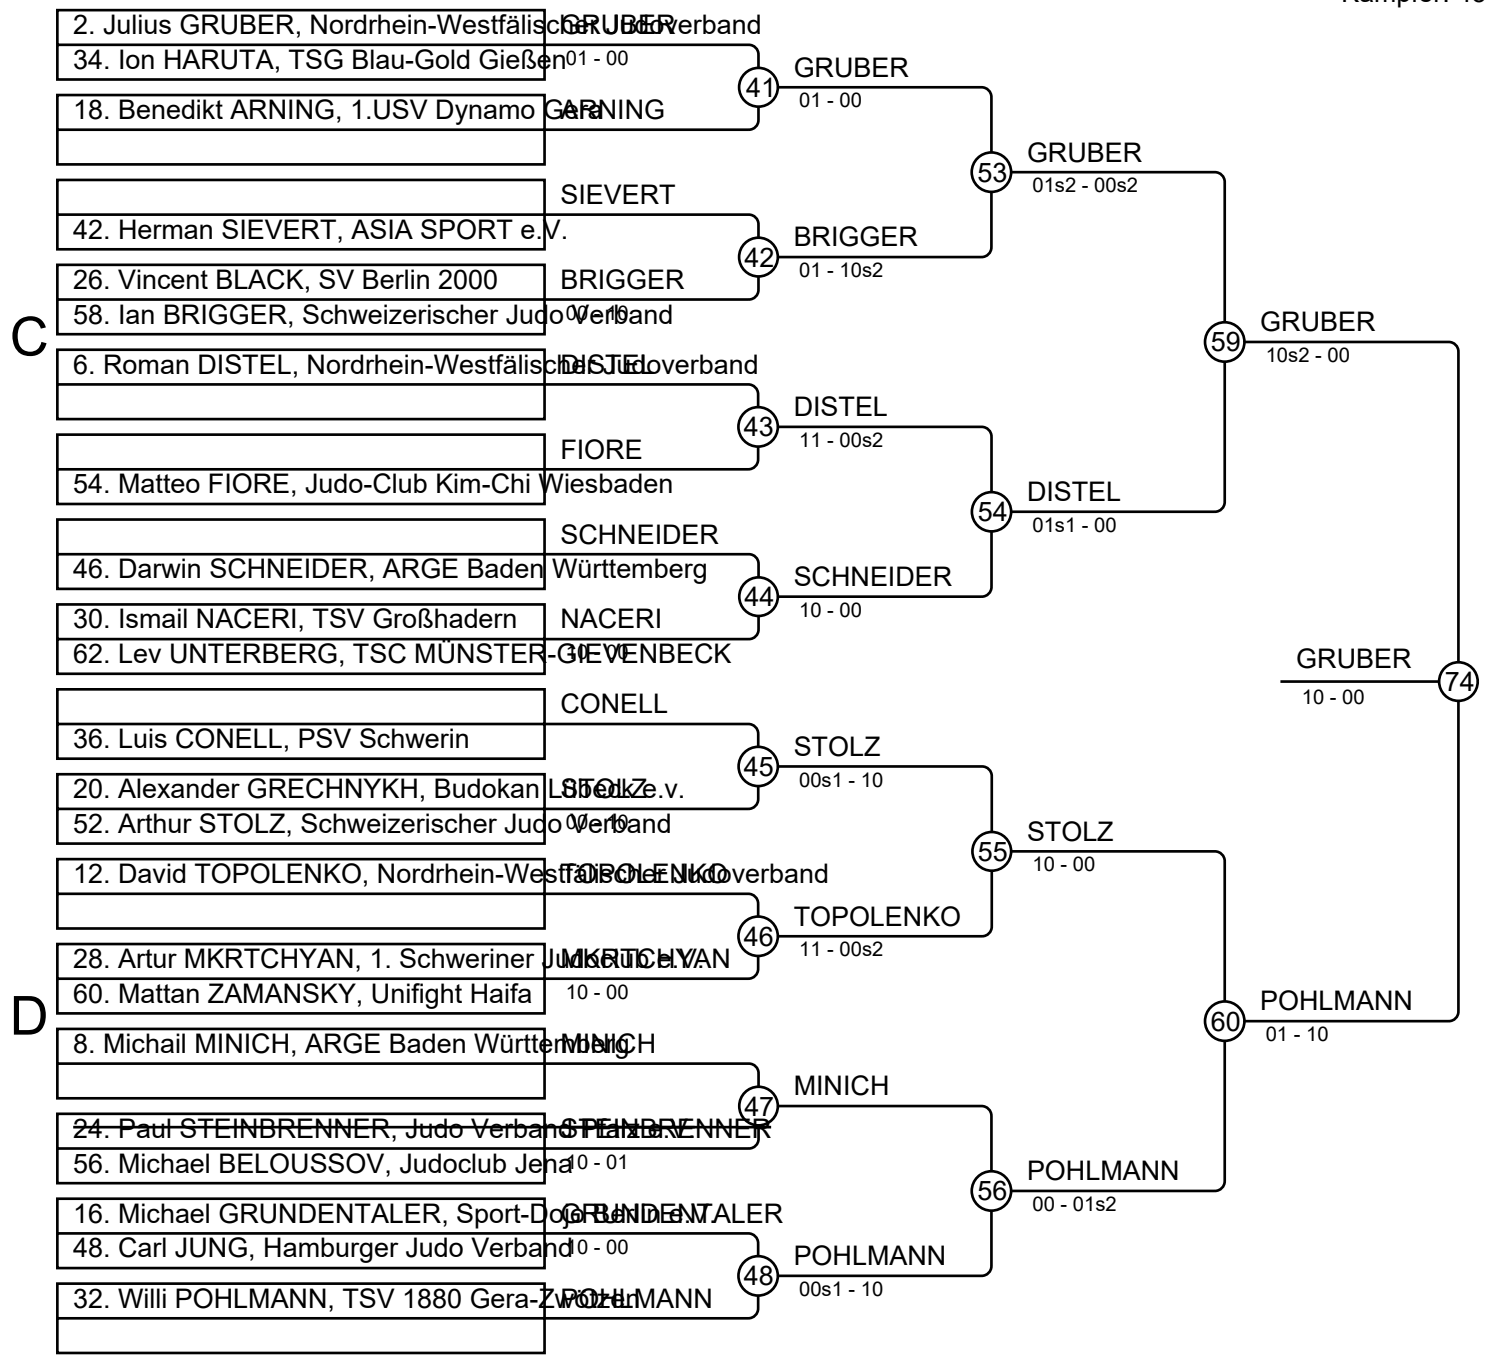 2. Julius GRUBER, Nordrhein-Westfälischer Judoverband
GRUBER
34. Ion HARUTA, TSG Blau-Gold Gießen
01 - 00
41
GRUBER
01 - 00
18. Benedikt ARNING, 1.USV Dynamo Gera
ARNING
53
GRUBER
01s2 - 00s2
SIEVERT
42. Herman SIEVERT, ASIA SPORT e.V.
42
BRIGGER
01 - 10s2
26. Vincent BLACK, SV Berlin 2000
BRIGGER
58. Ian BRIGGER, Schweizerischer Judo Verband
00 - 10
C
59
GRUBER
10s2 - 00
6. Roman DISTEL, Nordrhein-Westfälischer Judoverband
DISTEL
43
DISTEL
11 - 00s2
FIORE
54. Matteo FIORE, Judo-Club Kim-Chi Wiesbaden
54
DISTEL
01s1 - 00
SCHNEIDER
46. Darwin SCHNEIDER, ARGE Baden Württemberg
44
SCHNEIDER
10 - 00
30. Ismail NACERI, TSV Großhadern
NACERI
62. Lev UNTERBERG, TSC MÜNSTER-GIEVENBECK
10 - 00
GRUBER
74
10 - 00
CONELL
36. Luis CONELL, PSV Schwerin
45
STOLZ
00s1 - 10
20. Alexander GRECHNYKH, Budokan Lübeck e.v.
STOLZ
52. Arthur STOLZ, Schweizerischer Judo Verband
00 - 10
55
STOLZ
10 - 00
12. David TOPOLENKO, Nordrhein-Westfälischer Judoverband
TOPOLENKO
46
TOPOLENKO
11 - 00s2
28. Artur MKRTCHYAN, 1. Schweriner Judoclub e.V.
MKRTCHYAN
60. Mattan ZAMANSKY, Unifight Haifa
10 - 00
D
60
POHLMANN
01 - 10
8. Michail MINICH, ARGE Baden Württemberg
MINICH
47
MINICH
24. Paul STEINBRENNER, Judo Verband Pfalz e.V.
STEINBRENNER
56. Michael BELOUSSOV, Judoclub Jena
10 - 01
56
POHLMANN
00 - 01s2
16. Michael GRUNDENTALER, Sport-Dojo Berlin e.V.
GRUNDENTALER
48. Carl JUNG, Hamburger Judo Verband
10 - 00
48
POHLMANN
00s1 - 10
32. Willi POHLMANN, TSV 1880 Gera-Zwötzen
POHLMANN